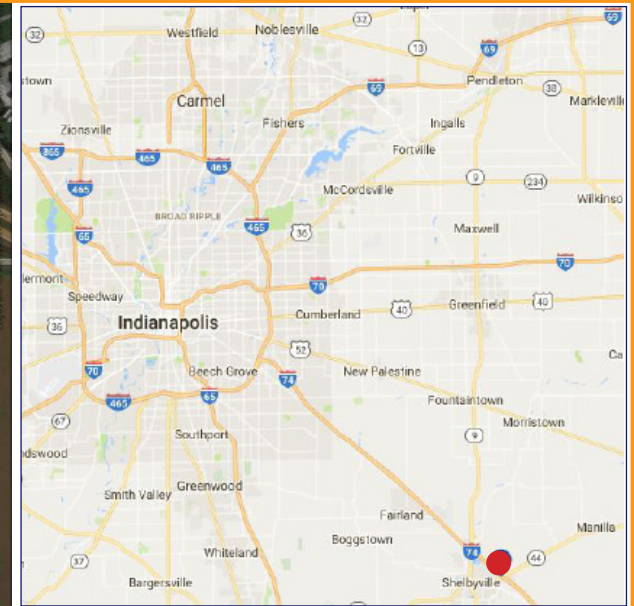 32
Westfield
Noblesville
32
69
13
69
Pendleton
38
town
Carmel
69
Markleville
Zionsville
Fishers
Ingalls
Fortville
865
465
465
465
McCordsville
9
234
Wilkinso
BROAD RIPPLE
465
36
Maxwell
65
70
lermont
70
Speedway
Cumberland
40
Greenfield
40
36
Indianapolis
52
Ca
70
Beech Grove
74
New Palestine
465
65
Fountaintown
67
Southport
9
Morristown
dswood
Smith Valley
Greenwood
Fairland
Boggstown
Manilla
37
Whiteland
74
44
Bargersville
Shelbyville